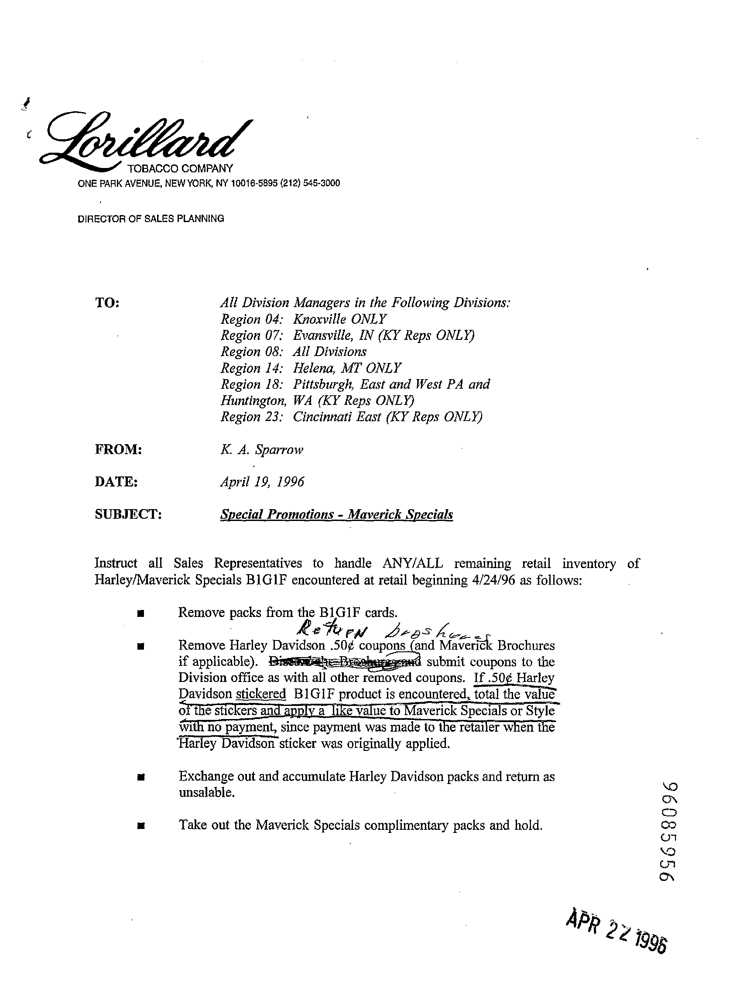 Lorillard
TOBACCO COMPANY
ONE PARK AVENUE, NEW YORK, NY 10016-5895 (212) 545-3000
DIRECTOR OF SALES PLANNING
TO: All Division Managers in the Following Divisions:
Region 04: Knoxville ONLY
Region 07: Evansville, IN (KY Reps ONLY)
Region 08: All Divisions
Region 14: Helena, MT ONLY
Region 18: Pittsburgh, East and West PA and
Huntington, WA (KY Reps ONLY)
Region 23: Cincinnati East (KY Reps ONLY)
FROM: K. A. Sparrow
DATE: April 19, 1996
SUBJECT: Special Promotions - Maverick Specials
Instruct all Sales Representatives to handle ANY/ALL remaining retail inventory of
Harley/Maverick Specials B1G1F encountered at retail beginning 4/24/96 as follows:
■ Remove packs from the B1G1F cards.
Return
■ Remove Harley Davidson .50¢ coupons (and Maverick Brochures
if applicable). submit coupons to the
Division office as with all other removed coupons. If .50¢ Harley
Davidson stickered B1G1F product is encountered, total the value
of the stickers and apply a like value to Maverick Specials or Style
with no payment, since payment was made to the retailer when the
Harley Davidson sticker was originally applied.
■ Exchange out and accumulate Harley Davidson packs and return as
unsalable.
■ Take out the Maverick Specials complimentary packs and hold.
96085956
APR 22 1996